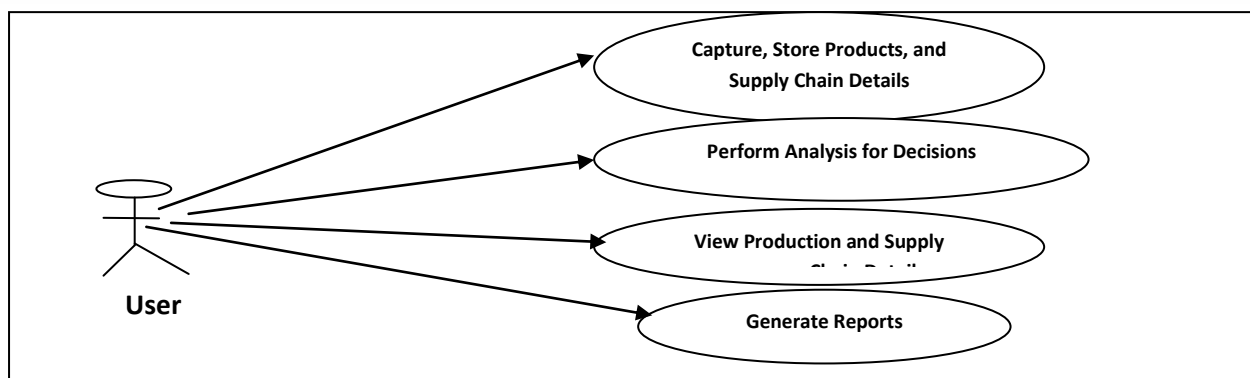 Capture, Store Products, and
Supply Chain Details
Perform Analysis for Decisions
View Production and Supply
User
Generate Reports